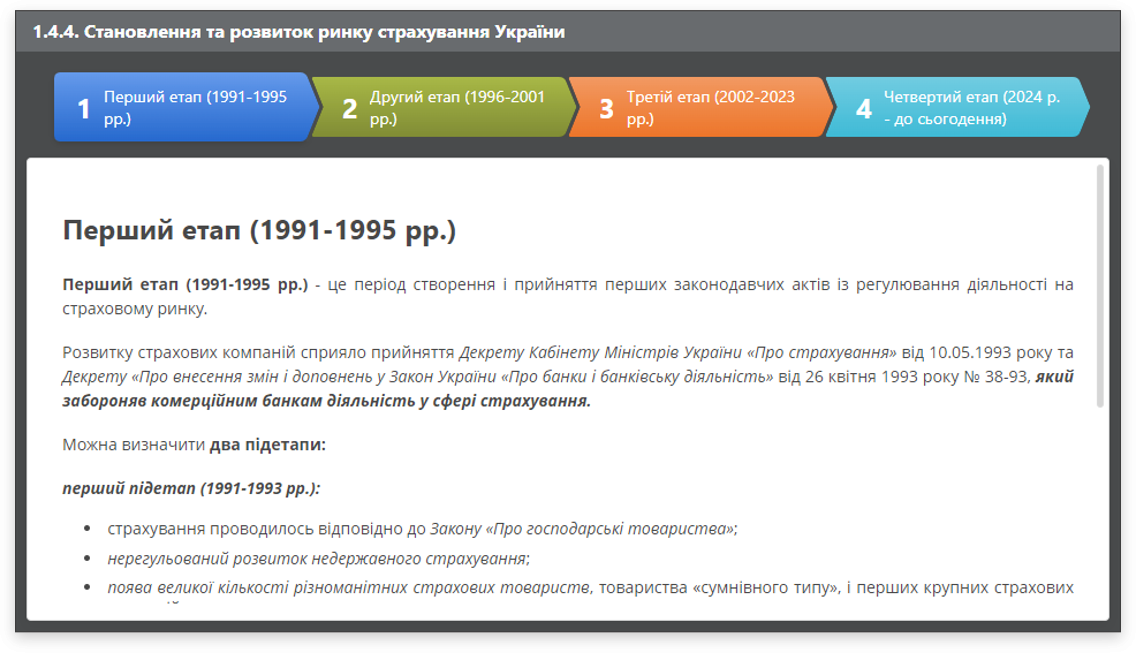 1.4.4. Становлення та розвиток ринку страхування України
1
Перший етап (1991-1995
рр.)
2
Другий етап (1996-2001
рр.)
3
Третій етап (2002-2023
рр.)
4
Четвертий етап (2024 р.
- до сьогодення)
Перший етап (1991-1995 рр.)
Перший етап (1991-1995 рр.) - це період створення і прийняття перших законодавчих актів із регулювання діяльності на
страховому ринку.
Розвитку страхових компаній сприяло прийняття Декрету Кабінету Міністрів України «Про страхування» від 10.05.1993 року та
Декрету «Про внесення змін і доповнень у Закон України «Про банки і банківську діяльність» від 26 квітня 1993 року № 38-93, який
забороняв комерційним банкам діяльність у сфері страхування.
Можна визначити два підетапи:
перший підетап (1991-1993 рр.):
• страхування проводилось відповідно до Закону «Про господарські товариства»;
• нерегульований розвиток недержавного страхування;
• поява великої кількості різноманітних страхових товариств, товариства «сумнівного типу», і перших крупних страхових